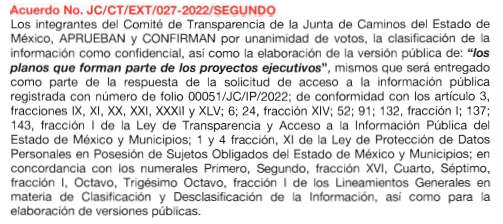 Acuerdo No. JC/CT/EXT/027-2022/SEGUNDO
Los integrantes del Comité de Transparencia de la Junta de Caminos del Estado de
México, APRUEBAN y CONFIRMAN por unanimidad de votos, la clasificación de la
información como confidencial, así como la elaboración de la versión pública de: "los
planos que forman parte de los proyectos ejecutivos", mismos que será entregado
como parte de la respuesta de la solicitud de acceso a la información pública
registrada con número de folio 00051/JC/IP/2022; de conformidad con los artículo 3,
fracciones IX, XI, XX, XXI, XXXII y XLV; 6; 24, fracción XIV; 52; 91; 132, fracción I; 137;
143, fracción I de la Ley de Transparencia y Acceso a la Información Pública del
Estado de México y Municipios; 1 y 4 fracción, XI de la Ley de Protección de Datos
Personales en Posesión de Sujetos Obligados del Estado de México y Municipios; en
concordancia con los numerales Primero, Segundo, fracción XVI, Cuarto, Séptimo,
fracción I, Octavo, Trigésimo Octavo, fracción I de los Lineamientos Generales en
materia de Clasificación y Desclasificación de la Información, así como para la
elaboración de versiones públicas.